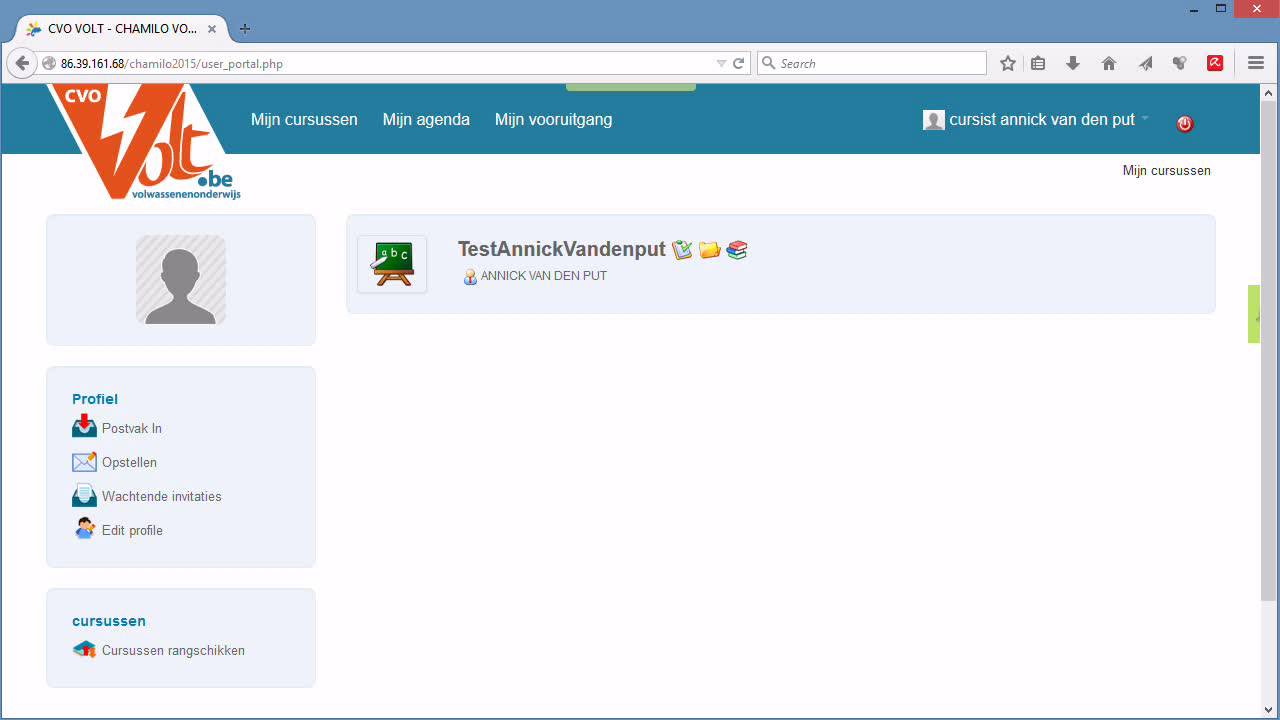 CVO VOLT - CHAMILO VO...
86.39.161.68/chamilo2015/user_portal.php
Search
CVO
Volt
.be
volwassenenonderwijs
Mijn cursussen
Mijn agenda
Mijn vooruitgang
cursist annick van den put
Mijn cursussen
TestAnnickVandenput
abc
ANNICK VAN DEN PUT
Profiel
Postvak In
Opstellen
Wachtende invitaties
Edit profile
cursussen
Cursussen rangschikken